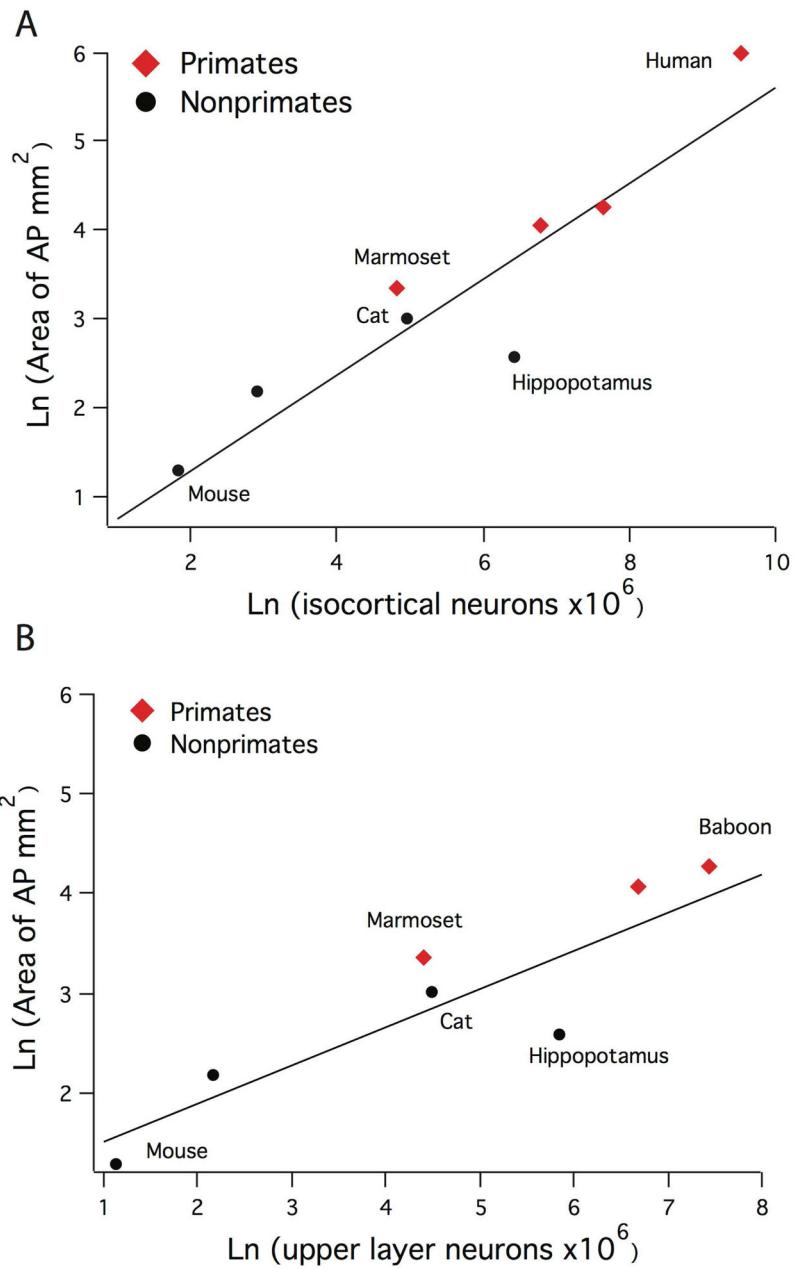 A
Primates
Nonprimates
Human
Marmoset
Cat
Hippopotamus
Mouse
6
5
4
3
2
1
Ln (Area of AP mm²)
2 4 6 8 10
Ln (isocortical neurons x10⁶)
B
Primates
Nonprimates
Baboon
Marmoset
Cat
Hippopotamus
Mouse
6
5
4
3
2
Ln (Area of AP mm²)
1 2 3 4 5 6 7 8
Ln (upper layer neurons x10⁶)